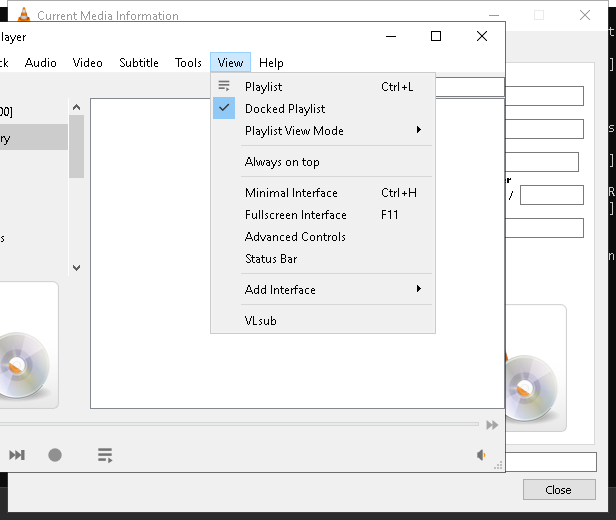 Current Media Information
layer
ck Audio Video Subtitle Tools View Help
Playlist Ctrl+L
Docked Playlist
Playlist View Mode
Always on top
Minimal Interface Ctrl+H
Fullscreen Interface F11
Advanced Controls
Status Bar
Add Interface
VLsub
00]
ry
s
t
]
s
]
r
/
R
]
n
Close